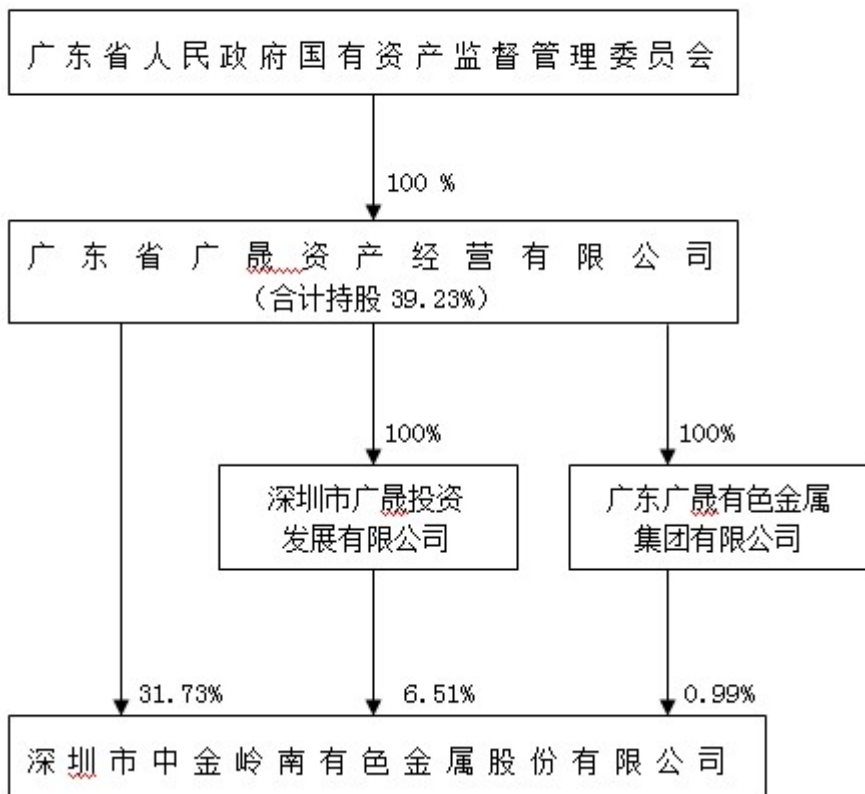 广东省人民政府国有资产监督管理委员会
100 %
广东省广晟资产经营有限公司
（合计持股 39.23%）
100%
100%
深圳市广晟投资
发展有限公司
广东广晟有色金属
集团有限公司
31.73%
6.51%
0.99%
深圳市中金岭南有色金属股份有限公司